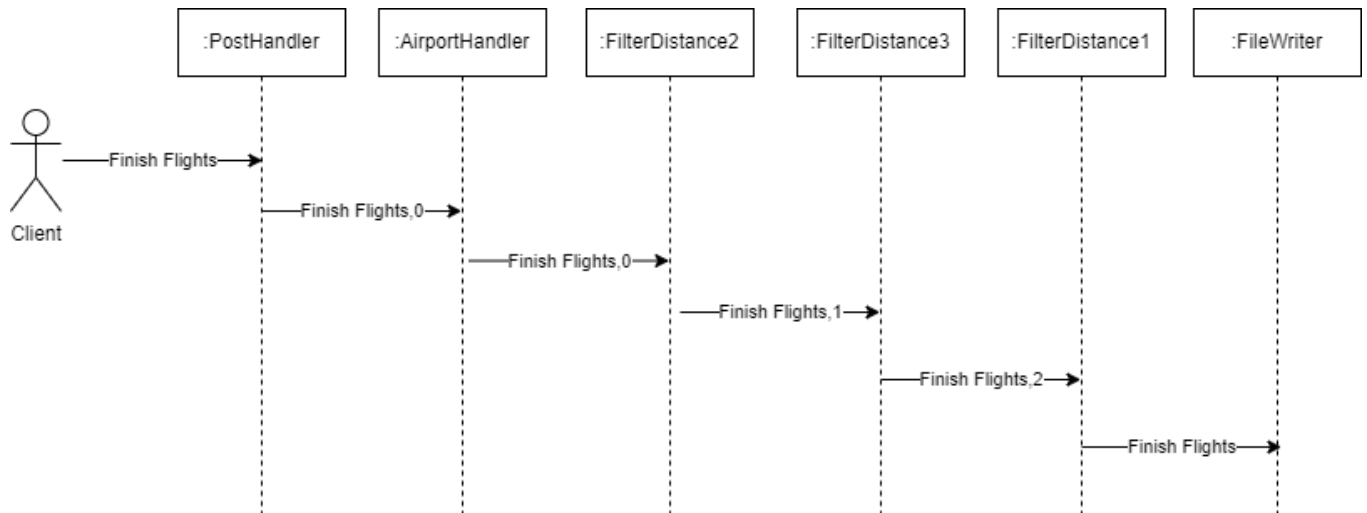 :PostHandler
:AirportHandler
:FilterDistance2
:FilterDistance3
:FilterDistance1
:FileWriter
Finish Flights
Finish Flights,0
Client
Finish Flights,0
Finish Flights,1
Finish Flights,2
Finish Flights